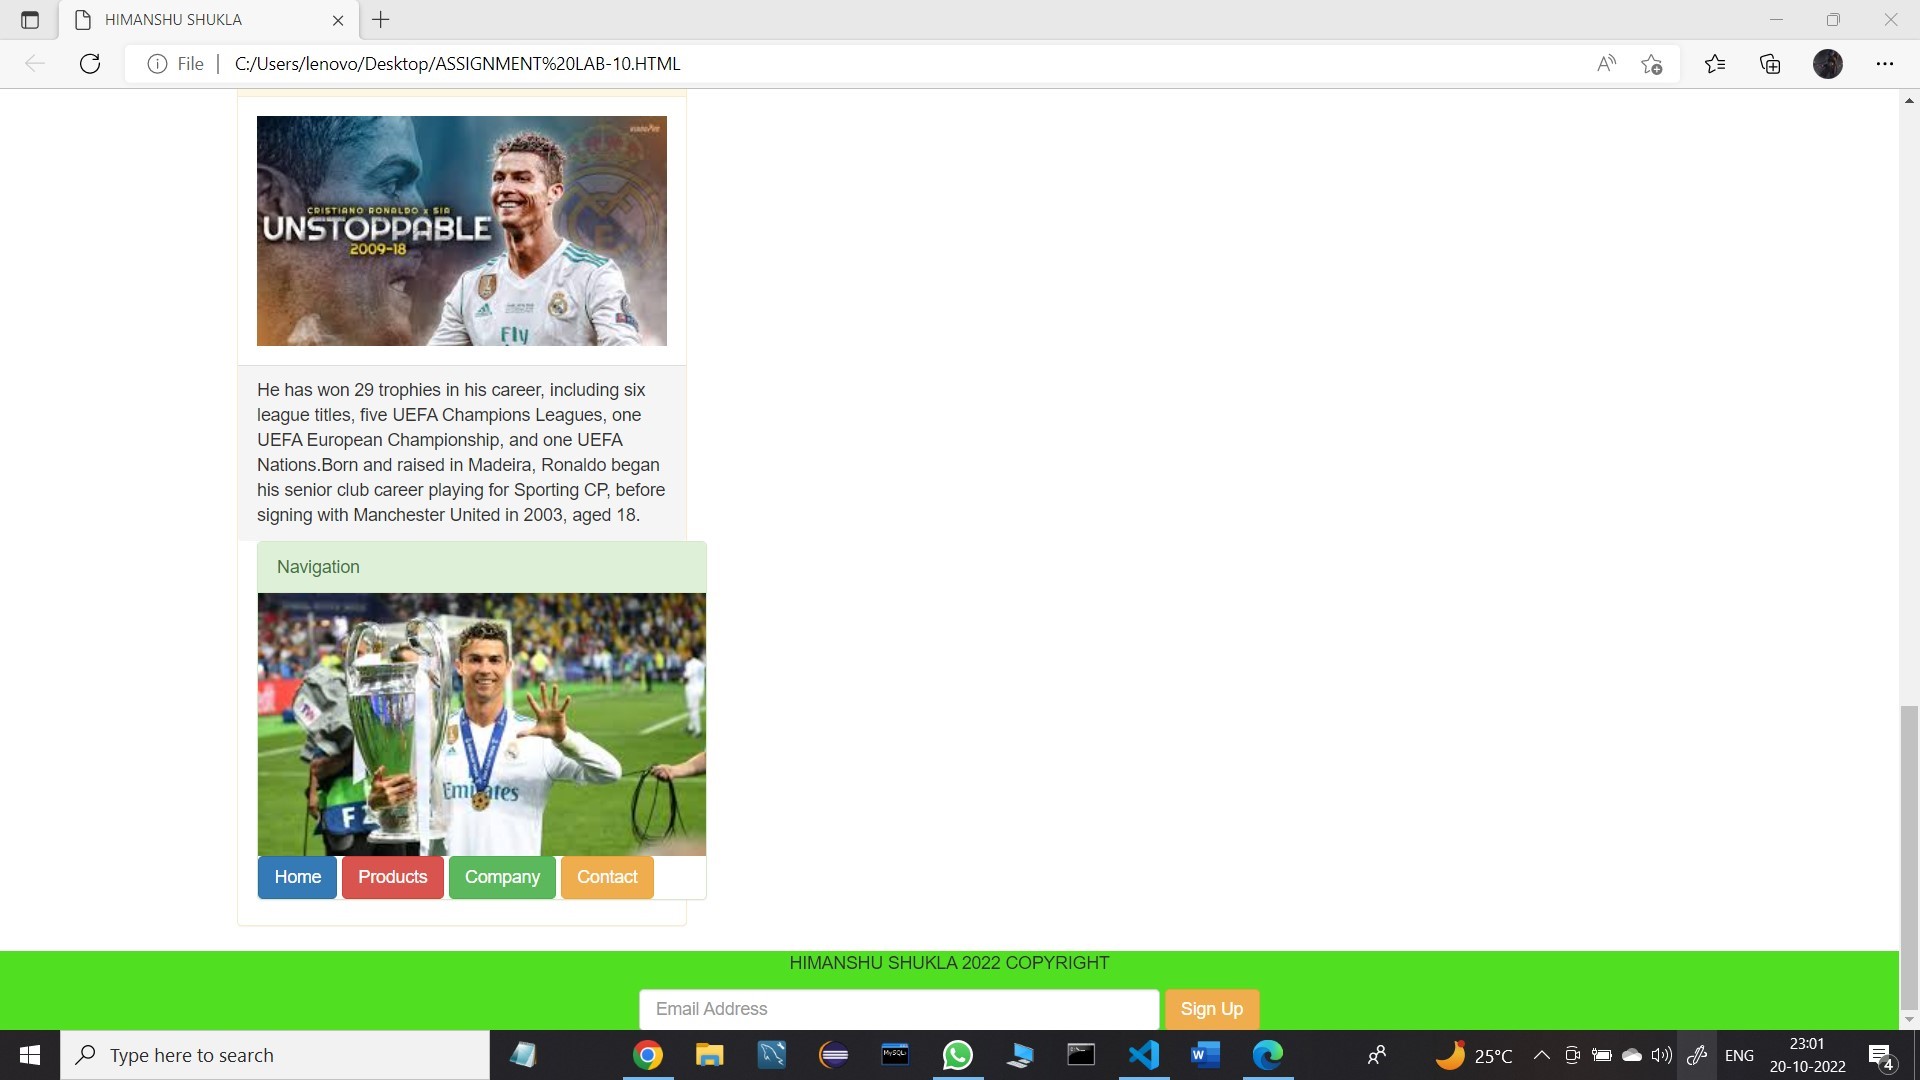 HIMANSHU SHUKLA
File
C:/Users/lenovo/Desktop/ASSIGNMENT%20LAB-10.HTML
CRISTIANO RONALDO x SIA
UNSTOPPABLE
2009-18
Fly
He has won 29 trophies in his career, including six
league titles, five UEFA Champions Leagues, one
UEFA European Championship, and one UEFA
Nations.Born and raised in Madeira, Ronaldo began
his senior club career playing for Sporting CP, before
signing with Manchester United in 2003, aged 18.
Navigation
Emirates
Home Products Company Contact
HIMANSHU SHUKLA 2022 COPYRIGHT
Email Address Sign Up
Type here to search
MySQL
25°C
ENG
23:01
20-10-2022
4